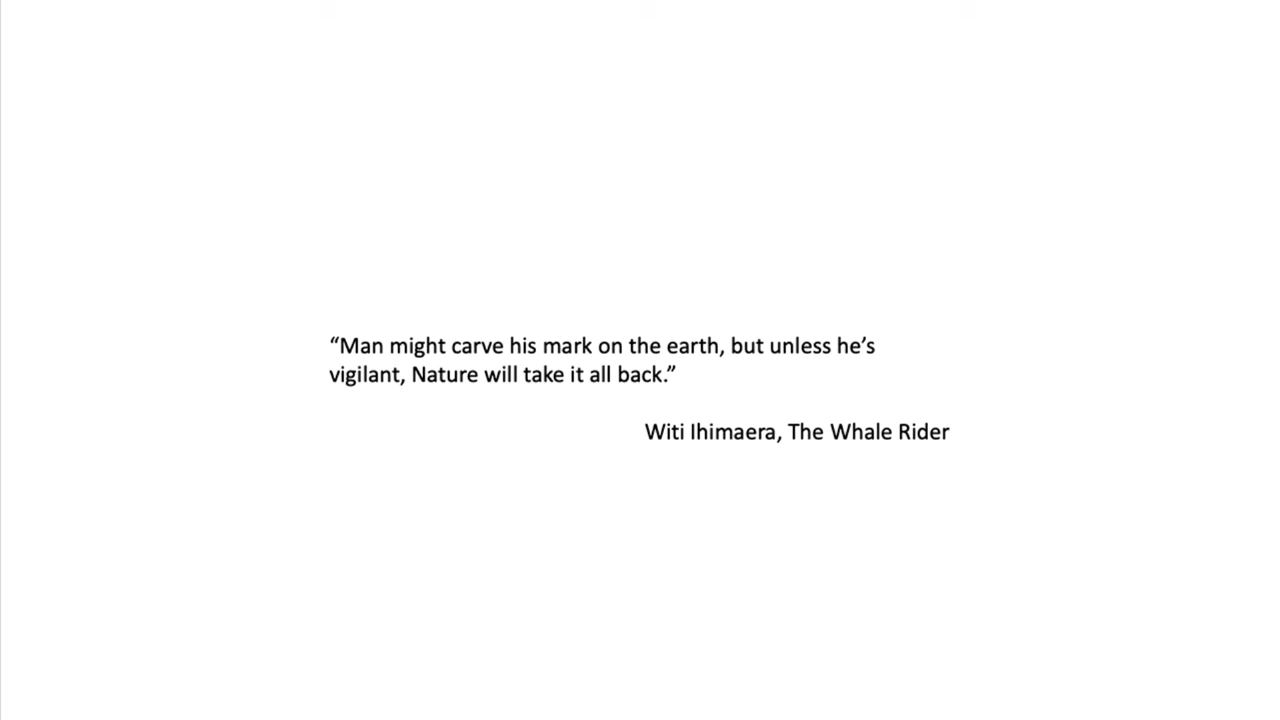 “Man might carve his mark on the earth, but unless he’s
vigilant, Nature will take it all back.”
Witi Ihimaera, The Whale Rider